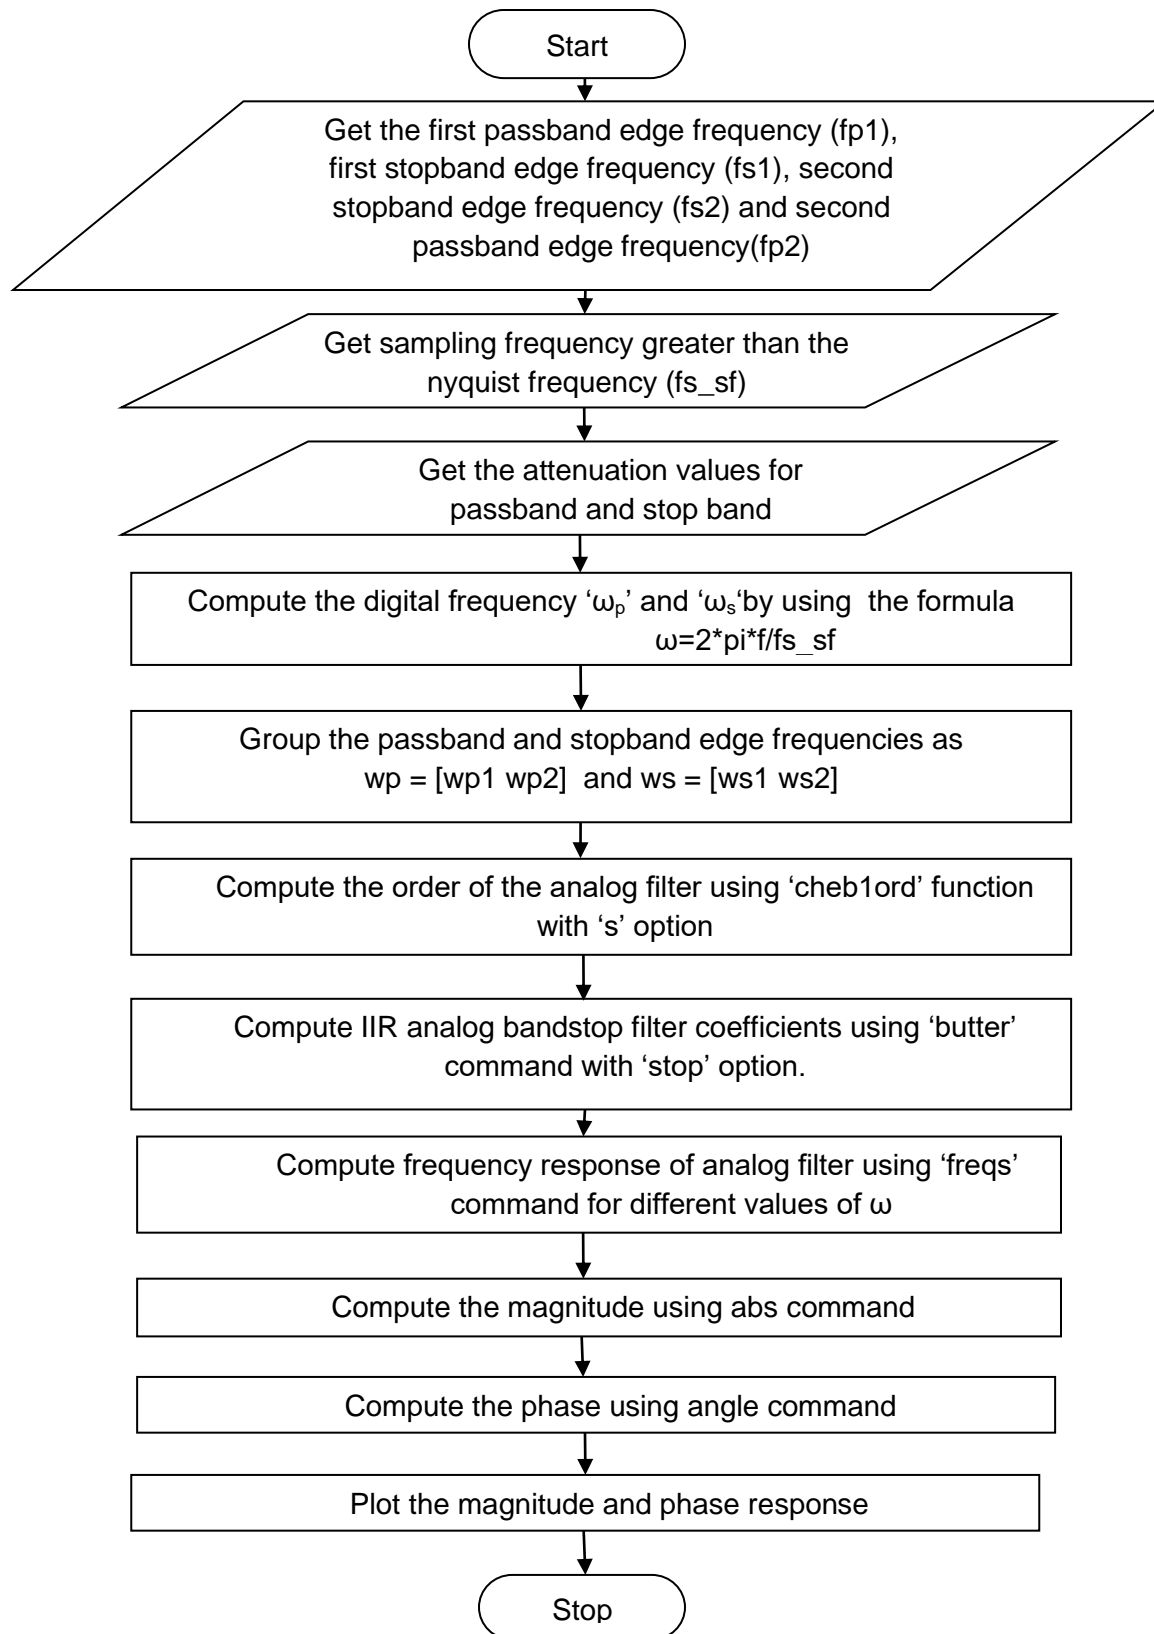 Start
Get the first passband edge frequency (fp1),
first stopband edge frequency (fs1), second
stopband edge frequency (fs2) and second
passband edge frequency(fp2)
Get sampling frequency greater than the
nyquist frequency (fs_sf)
Get the attenuation values for
passband and stop band
Compute the digital frequency ‘ωₚ’ and ‘ωₛ‘by using  the formula
ω=2*pi*f/fs_sf
Group the passband and stopband edge frequencies as
wp = [wp1 wp2]  and ws = [ws1 ws2]
Compute the order of the analog filter using ‘cheb1ord’ function
with ‘s’ option
Compute IIR analog bandstop filter coefficients using ‘butter’
command with ‘stop’ option.
Compute frequency response of analog filter using ‘freqs’
command for different values of ω
Compute the magnitude using abs command
Compute the phase using angle command
Plot the magnitude and phase response
Stop